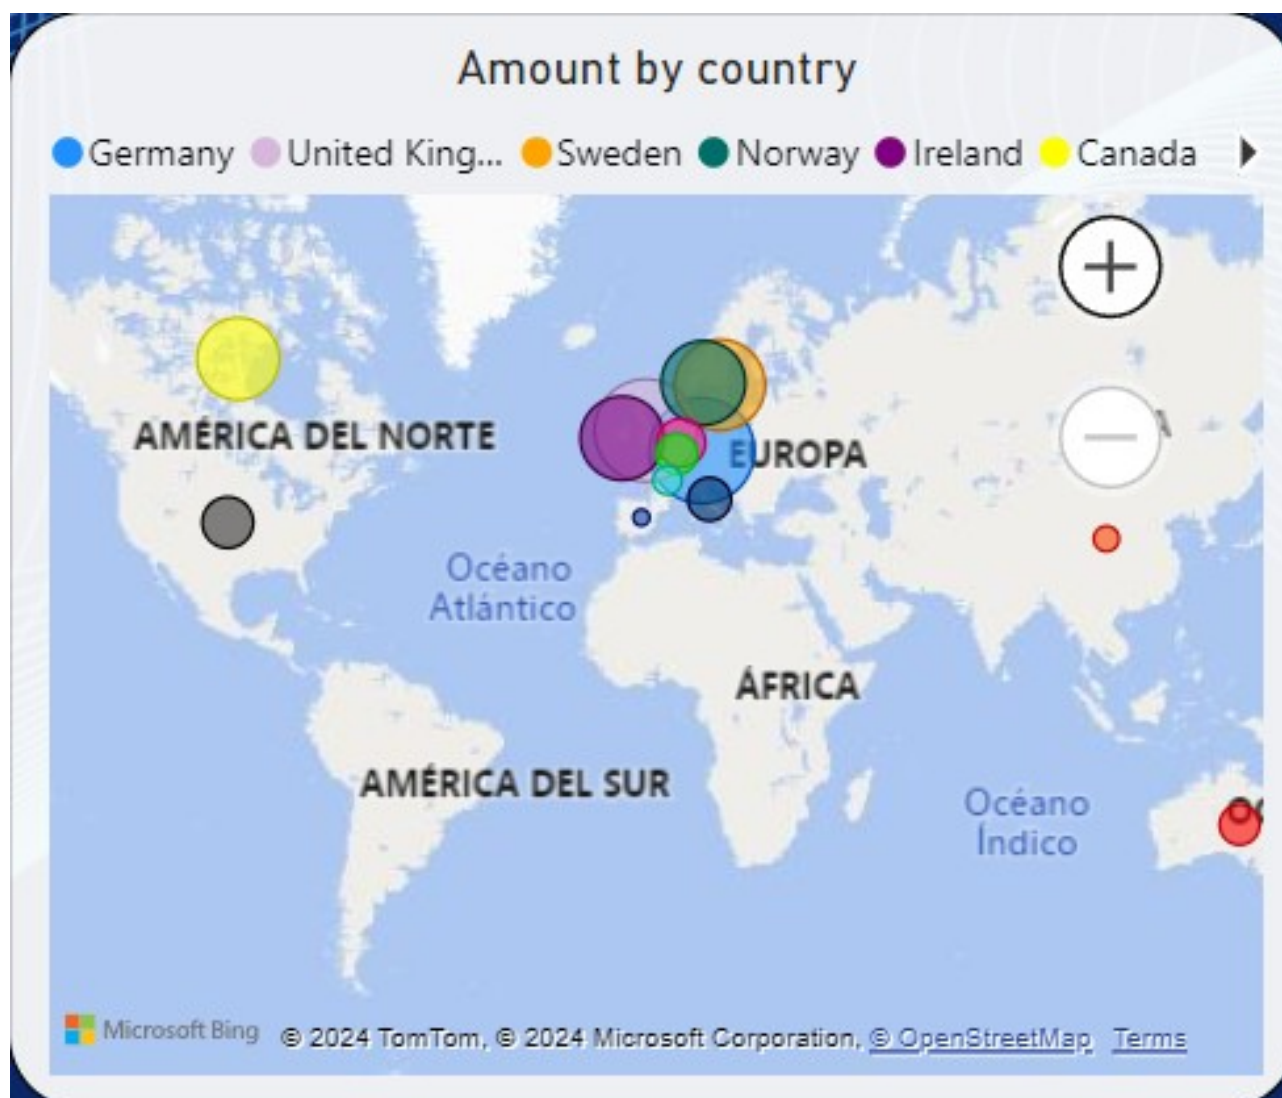 Amount by country
Germany United King... Sweden Norway Ireland Canada
AMÉRICA DEL NORTE
EUROPA
Océano
Atlántico
ÁFRICA
AMÉRICA DEL SUR
Océano
Índico
Microsoft Bing © 2024 TomTom, © 2024 Microsoft Corporation, © OpenStreetMap Terms